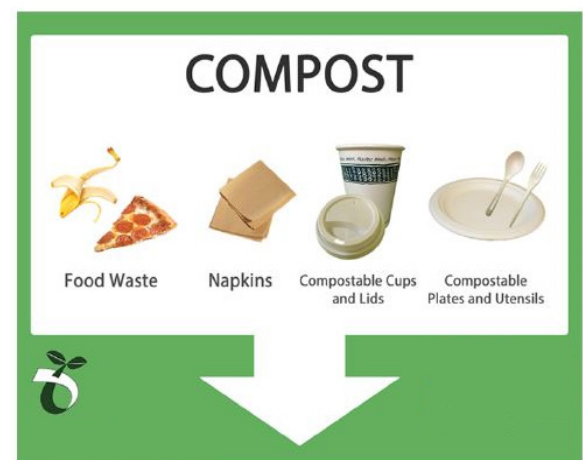 COMPOST
Food Waste
Napkins
Compostable Cups
and Lids
Compostable
Plates and Utensils